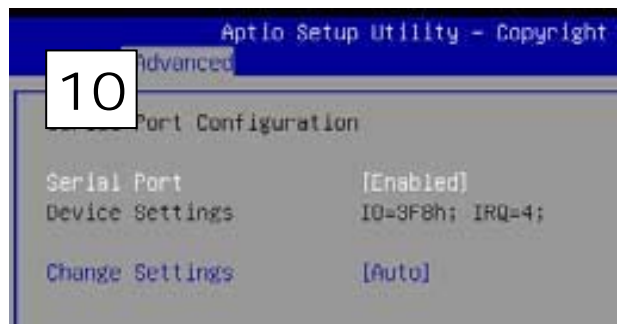 Aptio Setup Utility – Copyright
Advanced
10
Port Configuration
Serial Port [Enabled]
Device Settings IO=3F8h; IRQ=4;
Change Settings [Auto]